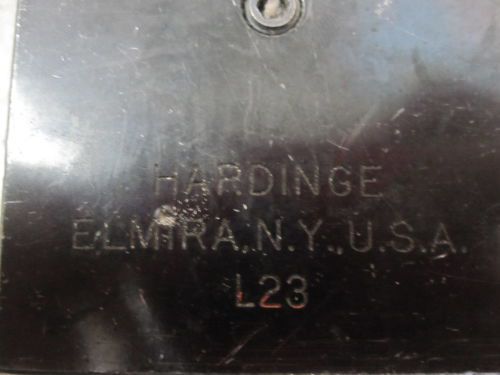 HARDINGE
ELMIRA, N.Y., U.S.A.
L23